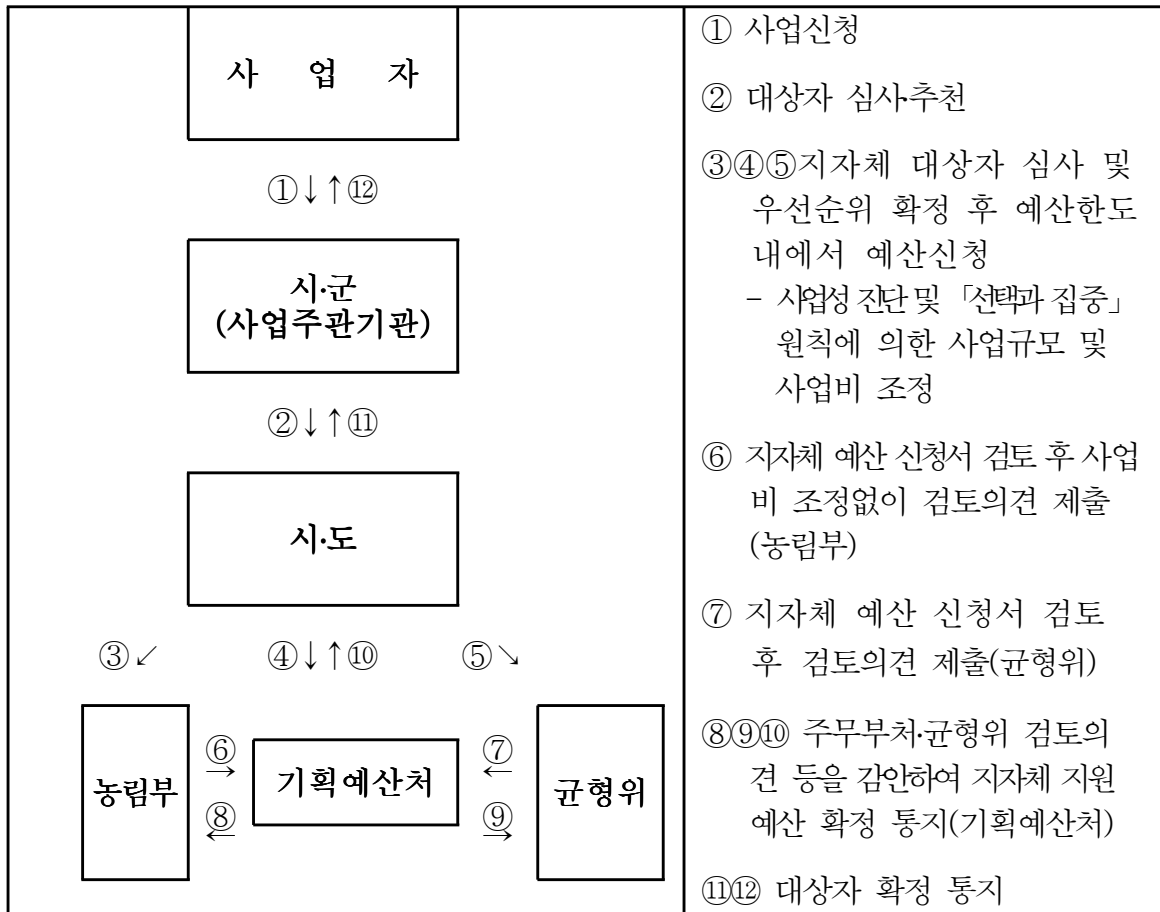 사 업 자
①↓↑⑫
시·군
(사업주관기관)
②↓↑⑪
시·도
③↙ ④↓↑⑩ ⑤↘
농림부
⑥
→
⑧
←
기획예산처
⑦
←
⑨
→
균형위
① 사업신청
② 대상자 심사·추천
③④⑤지자체 대상자 심사 및
우선순위 확정 후 예산한도
내에서 예산신청
- 사업성 진단 및 「선택과 집중」
원칙에 의한 사업규모 및
사업비 조정
⑥ 지자체 예산 신청서 검토 후 사업
비 조정없이 검토의견 제출
(농림부)
⑦ 지자체 예산 신청서 검토
후 검토의견 제출(균형위)
⑧⑨⑩ 주무부처·균형위 검토의
견 등을 감안하여 지자체 지원
예산 확정 통지(기획예산처)
⑪⑫ 대상자 확정 통지